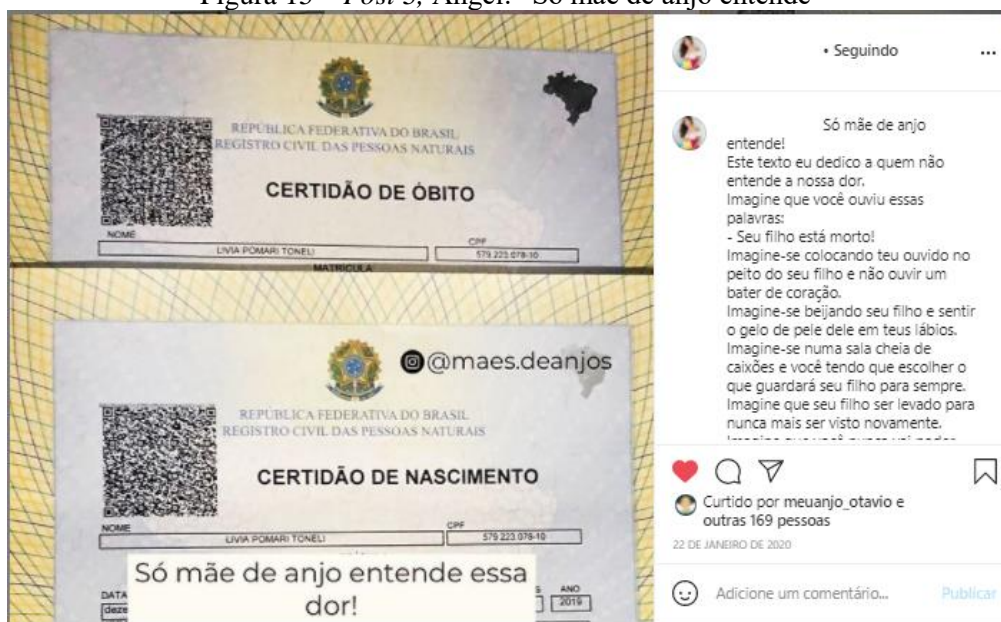 Figura 15 – Post 3, Angel: "Só mãe de anjo entende"
REPÚBLICA FEDERATIVA DO BRASIL
REGISTRO CIVIL DAS PESSOAS NATURAIS
CERTIDÃO DE ÓBITO
NOME
CPF
LIVIA POMARI TONELI
579.223.078-10
MATRÍCULA
@maes.deanjos
REPÚBLICA FEDERATIVA DO BRASIL
REGISTRO CIVIL DAS PESSOAS NATURAIS
CERTIDÃO DE NASCIMENTO
NOME
CPF
LIVIA POMARI TONELI
579.223.078-10
Só mãe de anjo entende essa
dor!
DATA
deze
ANO
2019
• Seguindo
...
Só mãe de anjo
entende!
Este texto eu dedico a quem não
entende a nossa dor.
Imagine que você ouviu essas
palavras:
- Seu filho está morto!
Imagine-se colocando teu ouvido no
peito do seu filho e não ouvir um
bater de coração.
Imagine-se beijando seu filho e sentir
o gelo de pele dele em teus lábios.
Imagine-se numa sala cheia de
caixões e você tendo que escolher o
que guardará seu filho para sempre.
Imagine que seu filho ser levado para
nunca mais ser visto novamente.
Imagine que você nunca vai poder
Curtido por meuanjo_otavio e
outras 169 pessoas
22 DE JANEIRO DE 2020
Adicione um comentário...
Publicar